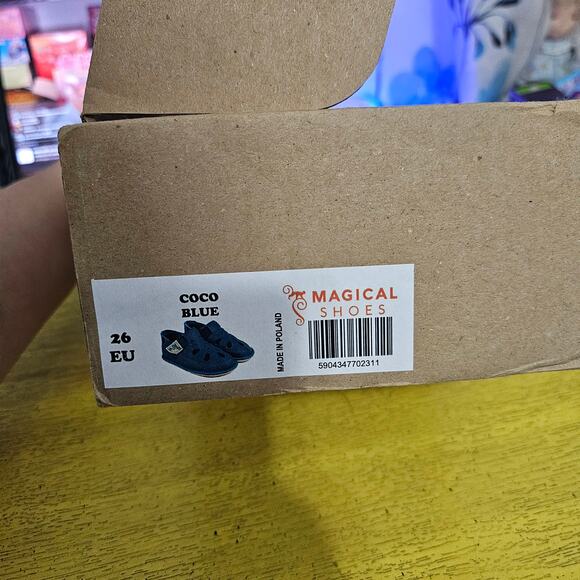 COCO
BLUE
26
EU
MADE IN POLAND
MAGICAL
SHOES
5904347702311